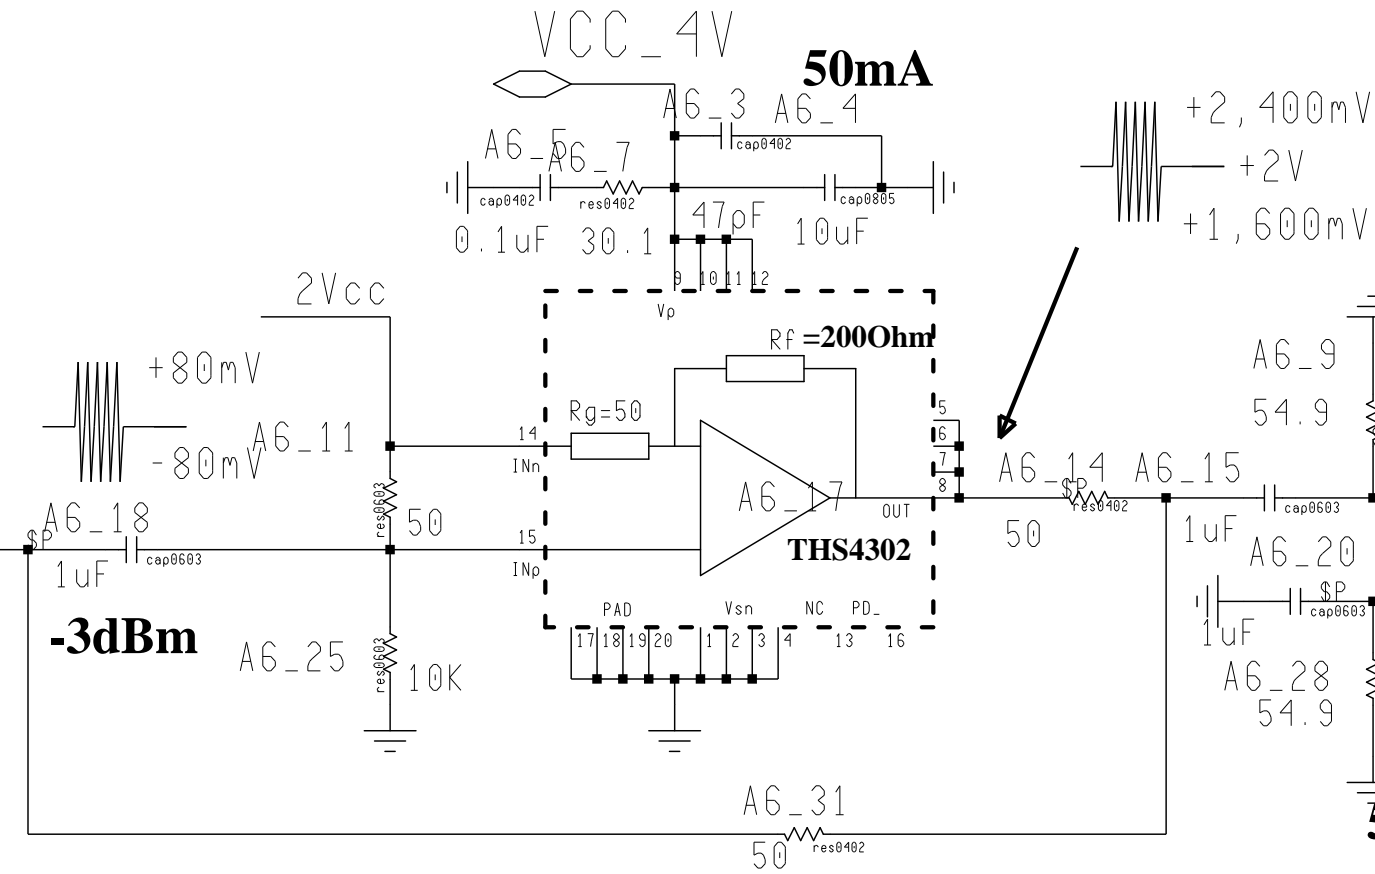 VCC_4V
50mA
A6_3 A6_4
cap0402
A6_5 A6_7
cap0402 res0402 cap0805
47pF
0.1uF 30.1 10uF
+2,400mV
+2V
+1,600mV
9 10 11 12
Vp
2Vcc
Rf =200Ohm
+80mV
-80mV
A6_11
Rg=50
14
INn
res0603
50
15
INp
A6_17
OUT
THS4302
5
6
7
8
A6_9
54.9
A6_14 A6_15
$P
res0402 cap0603
50 1uF
A6_18
$P
cap0603
1uF
-3dBm
A6_20
$P
cap0603
1uF
A6_28
54.9
A6_25
res0603
10K
PAD Vsn NC PD_
17 18 19 20 1 2 3 4 13 16
A6_31
50 res0402